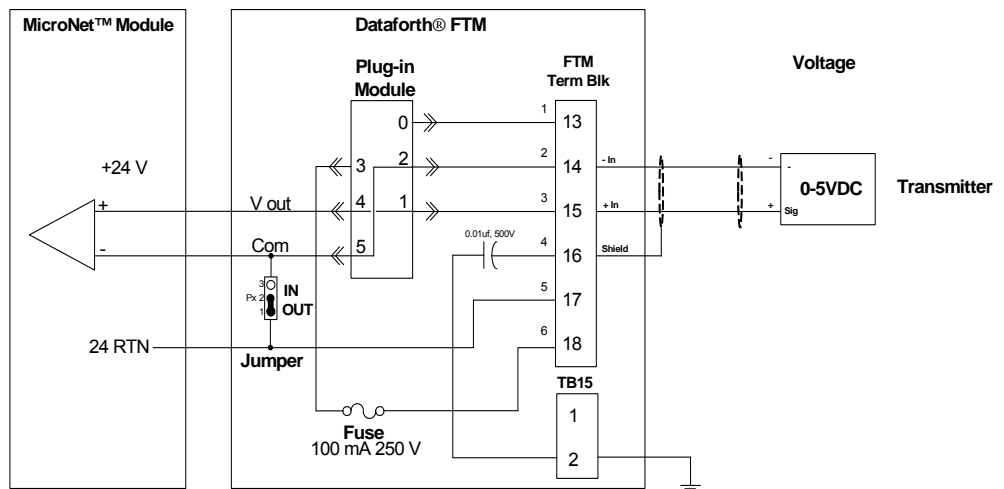 MicroNet™ Module
Dataforth® FTM
Plug-in
Module
FTM
Term Blk
Voltage
0
1
13
+24 V
3
2
2
14
- In
-
-
0-5VDC
Transmitter
+
V out
4
1
3
15
+ In
+
Sig
-
Com
5
0.01uf, 500V
4
16
Shield
3
IN
Px 2
OUT
1
5
17
24 RTN
Jumper
6
18
TB15
1
Fuse
100 mA 250 V
2